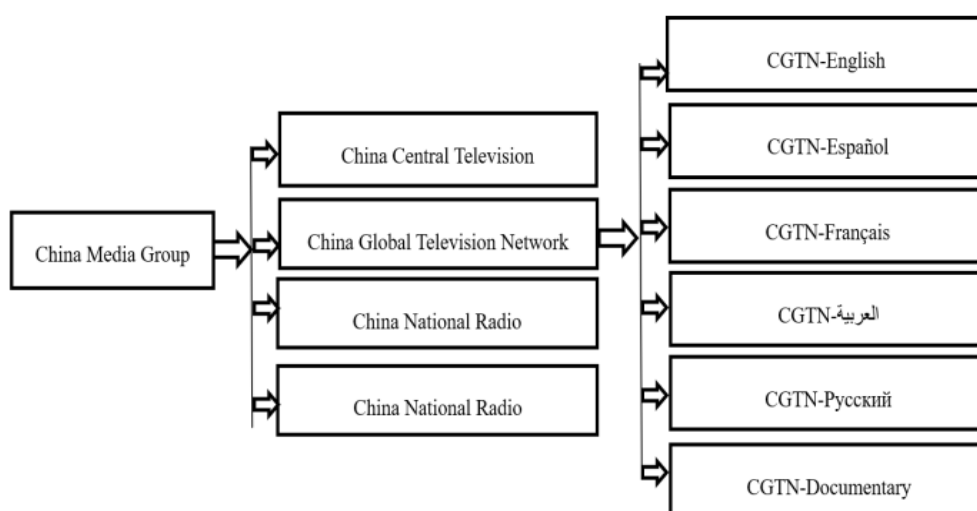 China Media Group
China Central Television
China Global Television Network
China National Radio
China National Radio
CGTN-English
CGTN-Español
CGTN-Français
CGTN-العربية
CGTN-Русский
CGTN-Documentary